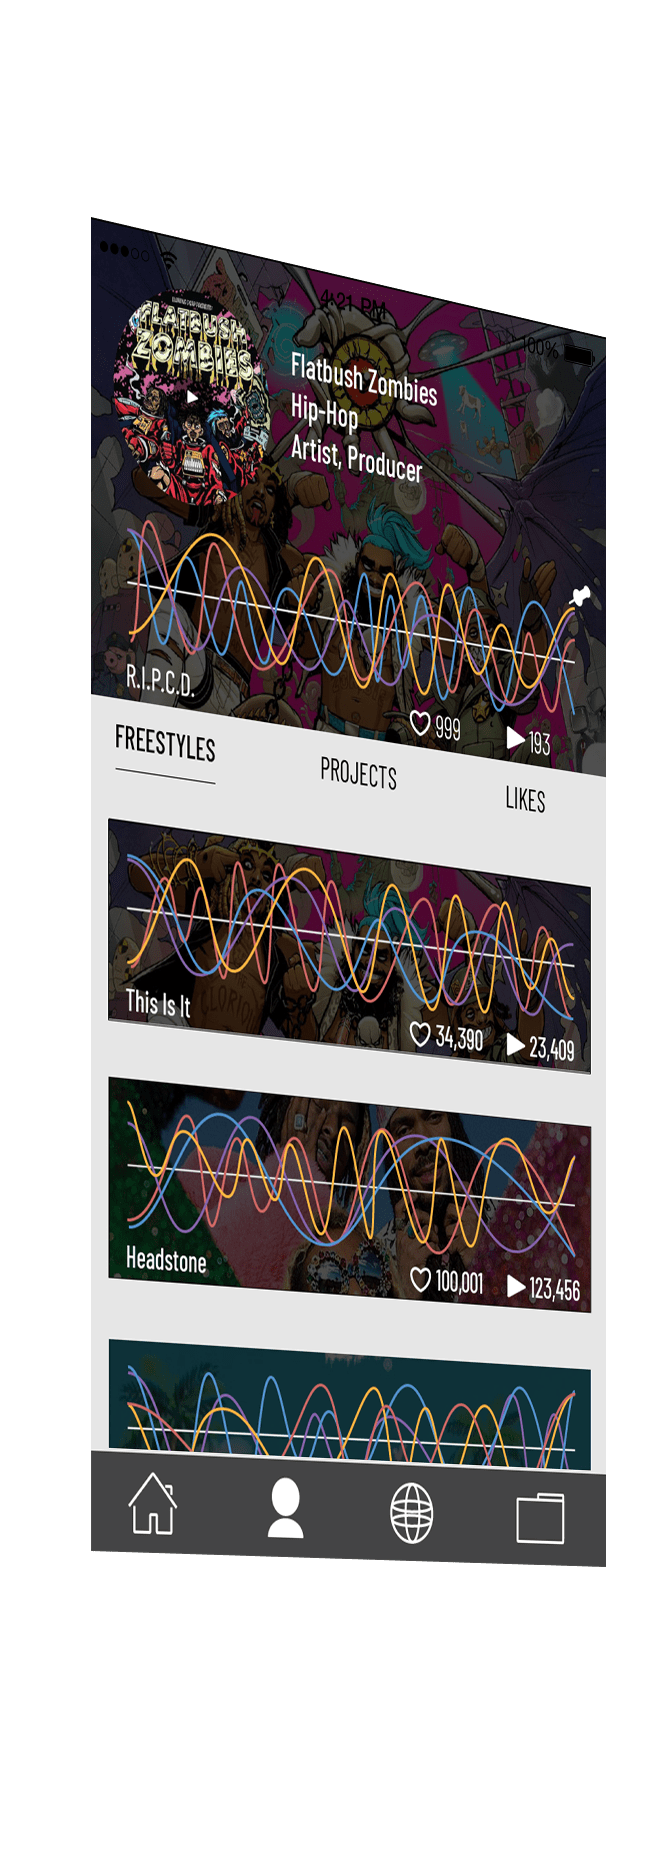 4:21 PM
100%
FLATBUSH
ZOMBIES
Flatbush Zombies
Hip-Hop
Artist, Producer
R.I.P.C.D.
999
193
FREESTYLES
PROJECTS
LIKES
GLORIOU
This Is It
34,390
23,409
Headstone
100,001
123,456